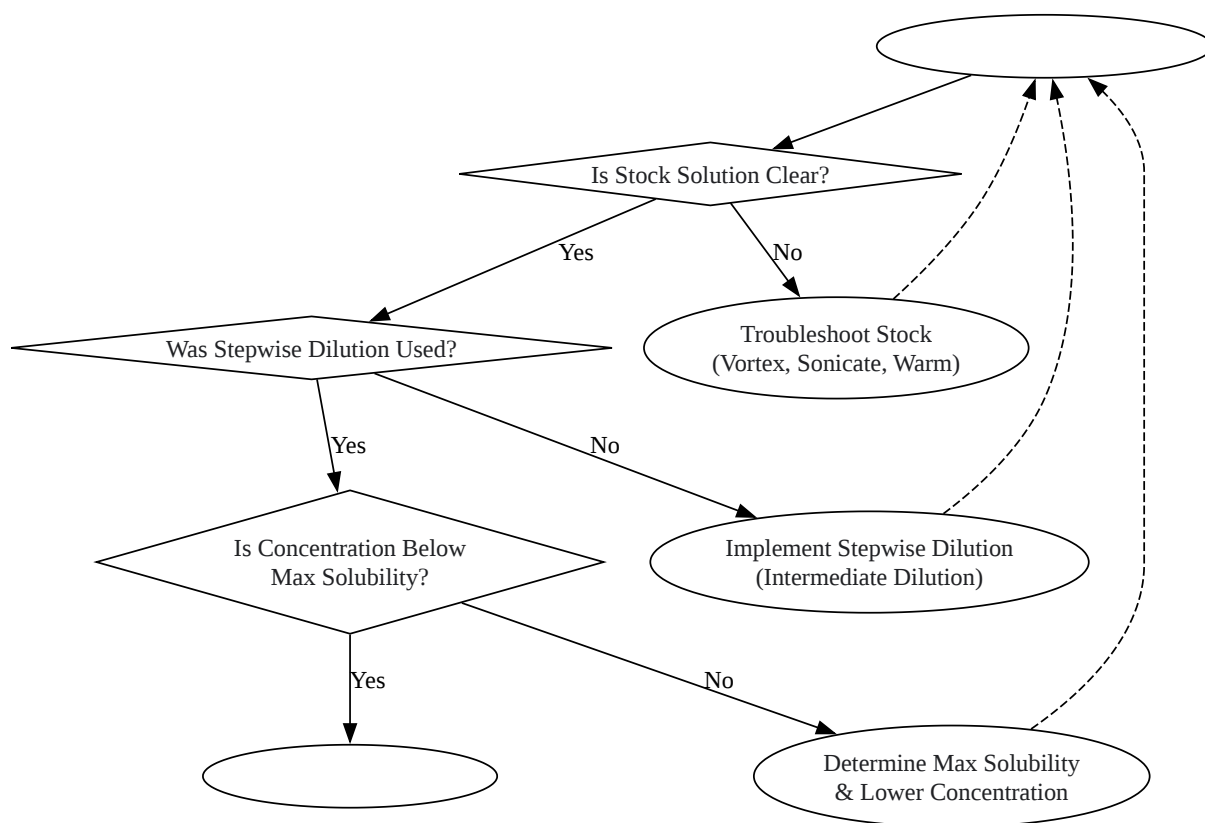 Is Stock Solution Clear?
Yes
No
Troubleshoot Stock
(Vortex, Sonicate, Warm)
Was Stepwise Dilution Used?
Yes
No
Is Concentration Below
Max Solubility?
Implement Stepwise Dilution
(Intermediate Dilution)
Yes
No
Determine Max Solubility
& Lower Concentration